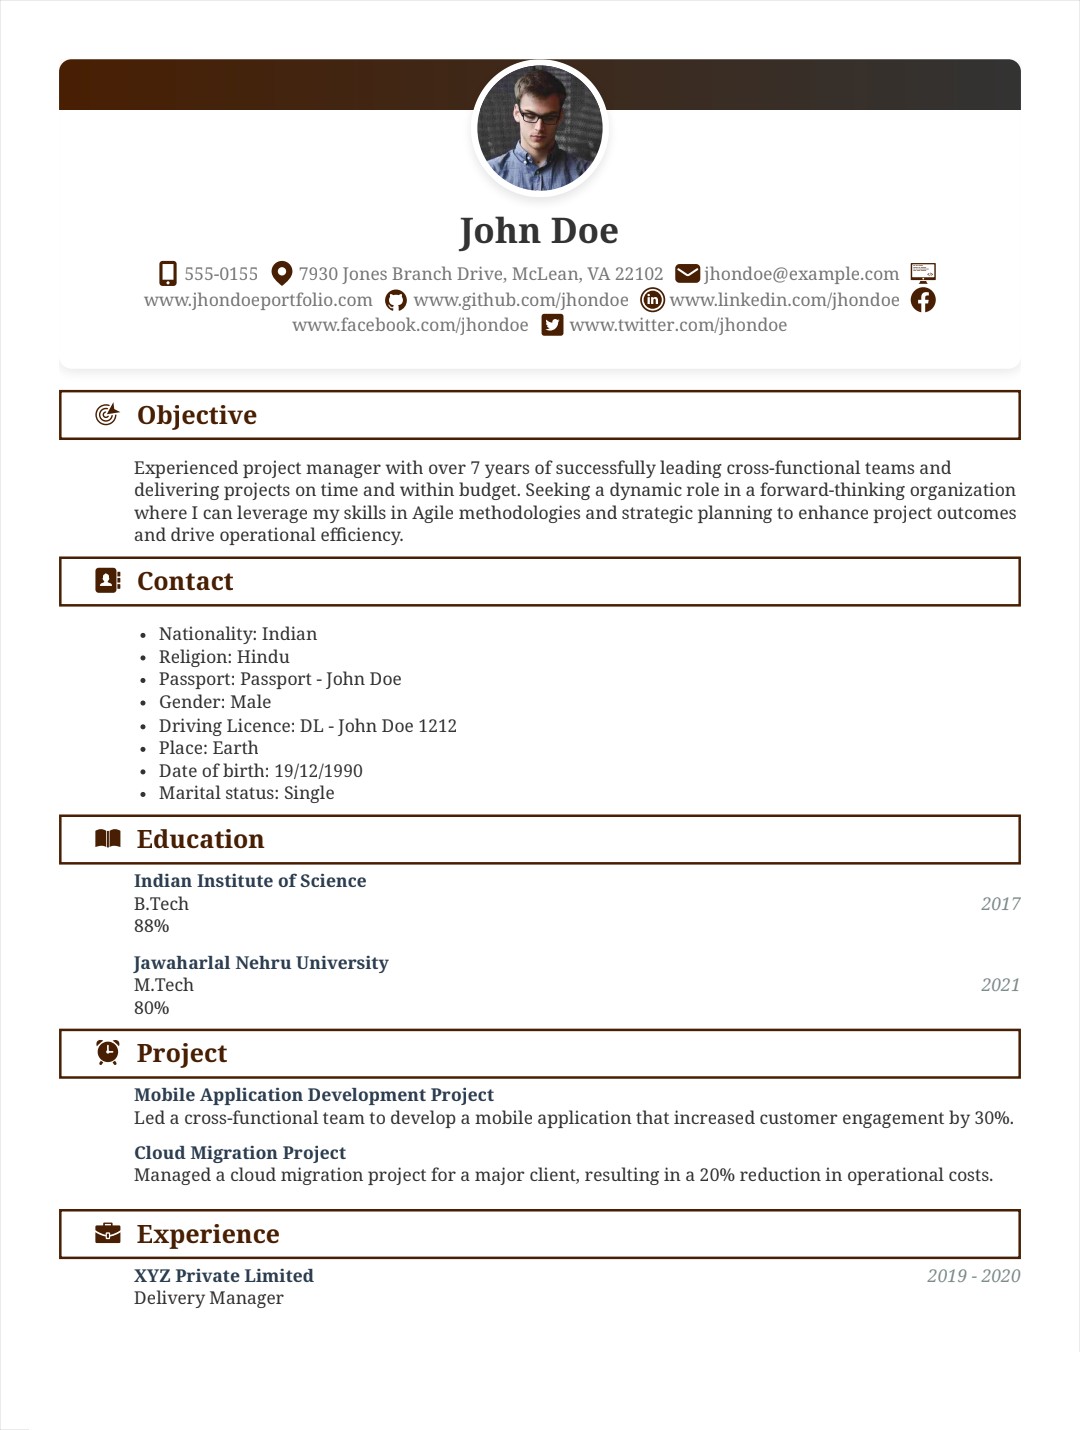 John Doe
555-0155 7930 Jones Branch Drive, McLean, VA 22102 jhondoe@example.com
www.jhondoeportfolio.com www.github.com/jhondoe www.linkedin.com/jhondoe
www.facebook.com/jhondoe www.twitter.com/jhondoe
Objective
Experienced project manager with over 7 years of successfully leading cross-functional teams and
delivering projects on time and within budget. Seeking a dynamic role in a forward-thinking organization
where I can leverage my skills in Agile methodologies and strategic planning to enhance project outcomes
and drive operational efficiency.
Contact
• Nationality: Indian
• Religion: Hindu
• Passport: Passport - John Doe
• Gender: Male
• Driving Licence: DL - John Doe 1212
• Place: Earth
• Date of birth: 19/12/1990
• Marital status: Single
Education
Indian Institute of Science
B.Tech 2017
88%
Jawaharlal Nehru University
M.Tech 2021
80%
Project
Mobile Application Development Project
Led a cross-functional team to develop a mobile application that increased customer engagement by 30%.
Cloud Migration Project
Managed a cloud migration project for a major client, resulting in a 20% reduction in operational costs.
Experience
XYZ Private Limited 2019 - 2020
Delivery Manager